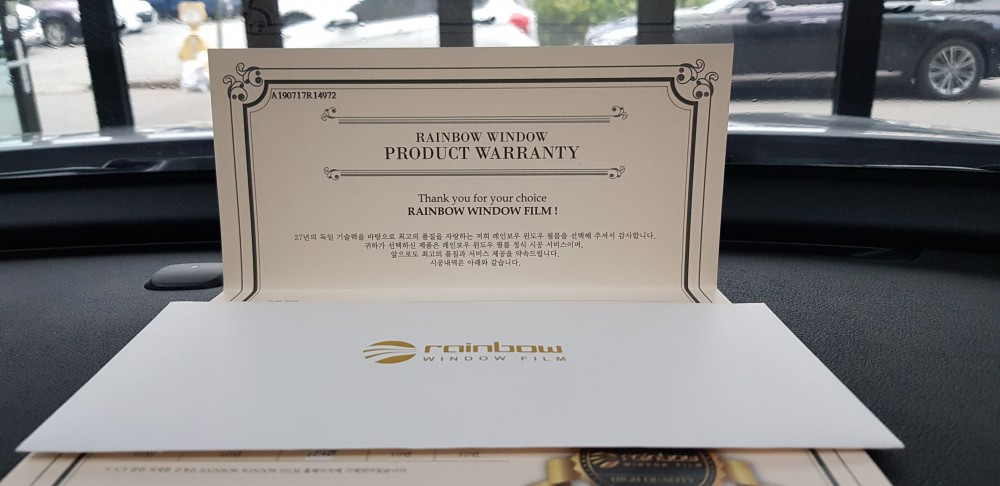 A190717R14972
RAINBOW WINDOW
PRODUCT WARRANTY
Thank you for your choice
RAINBOW WINDOW FILM !
27년의 독일 기술력을 바탕으로 최고의 품질을 자랑하는 저희 레인보우 윈도우 필름을 선택해 주셔서 감사합니다.
귀하가 선택하신 제품은 레인보우 윈도우 필름 정식 시공 서비스이며,
앞으로도 최고의 품질과 서비스 제공을 약속드립니다.
시공내역은 아래와 같습니다.
rainbow
WINDOW FILM
RAINBOW WINDOW FILM